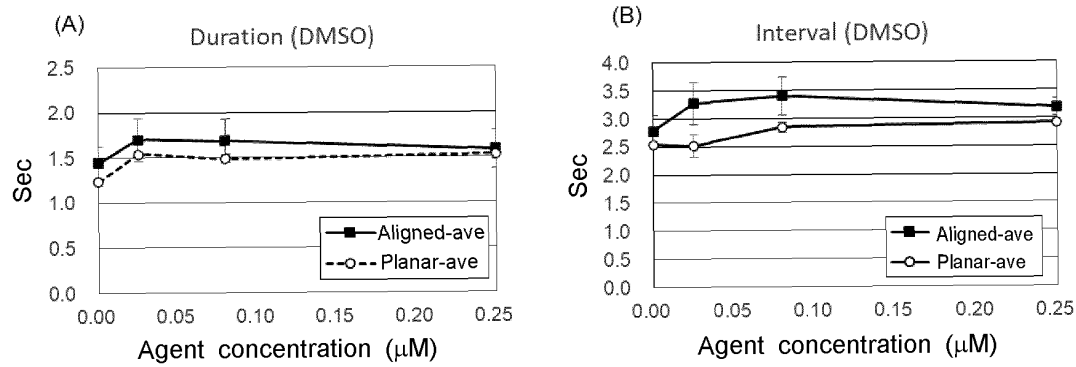 (A)
Duration (DMSO)
2.5
2.0
1.5
1.0
0.5
0.0
Sec
Aligned-ave
Planar-ave
0.00 0.05 0.10 0.15 0.20 0.25
Agent concentration (μM)
(B)
Interval (DMSO)
4.0
3.5
3.0
2.5
2.0
1.5
1.0
0.5
0.0
Sec
Aligned-ave
Planar-ave
0.00 0.05 0.10 0.15 0.20 0.25
Agent concentration (μM)